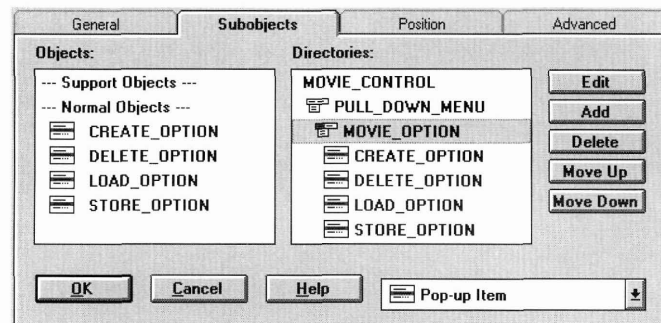 General Subobjects Position Advanced
Objects:
--- Support Objects ---
--- Normal Objects ---
CREATE_OPTION
DELETE_OPTION
LOAD_OPTION
STORE_OPTION
Directories:
MOVIE_CONTROL
PULL_DOWN_MENU
MOVIE_OPTION
CREATE_OPTION
DELETE_OPTION
LOAD_OPTION
STORE_OPTION
Edit
Add
Delete
Move Up
Move Down
OK Cancel Help Pop-up Item